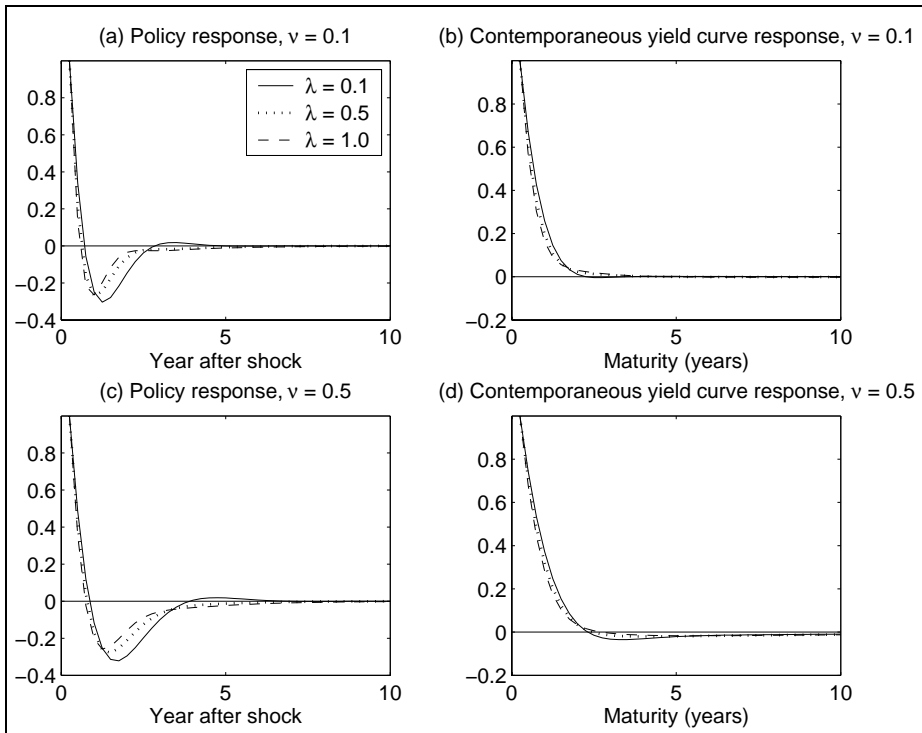 (a) Policy response, ν = 0.1
0.8
0.6
0.4
0.2
0
−0.2
−0.4
0 5 10
Year after shock
λ = 0.1
λ = 0.5
λ = 1.0
(b) Contemporaneous yield curve response, ν = 0.1
0.8
0.6
0.4
0.2
0
−0.2
0 5 10
Maturity (years)
(c) Policy response, ν = 0.5
0.8
0.6
0.4
0.2
0
−0.2
−0.4
0 5 10
Year after shock
(d) Contemporaneous yield curve response, ν = 0.5
0.8
0.6
0.4
0.2
0
−0.2
0 5 10
Maturity (years)